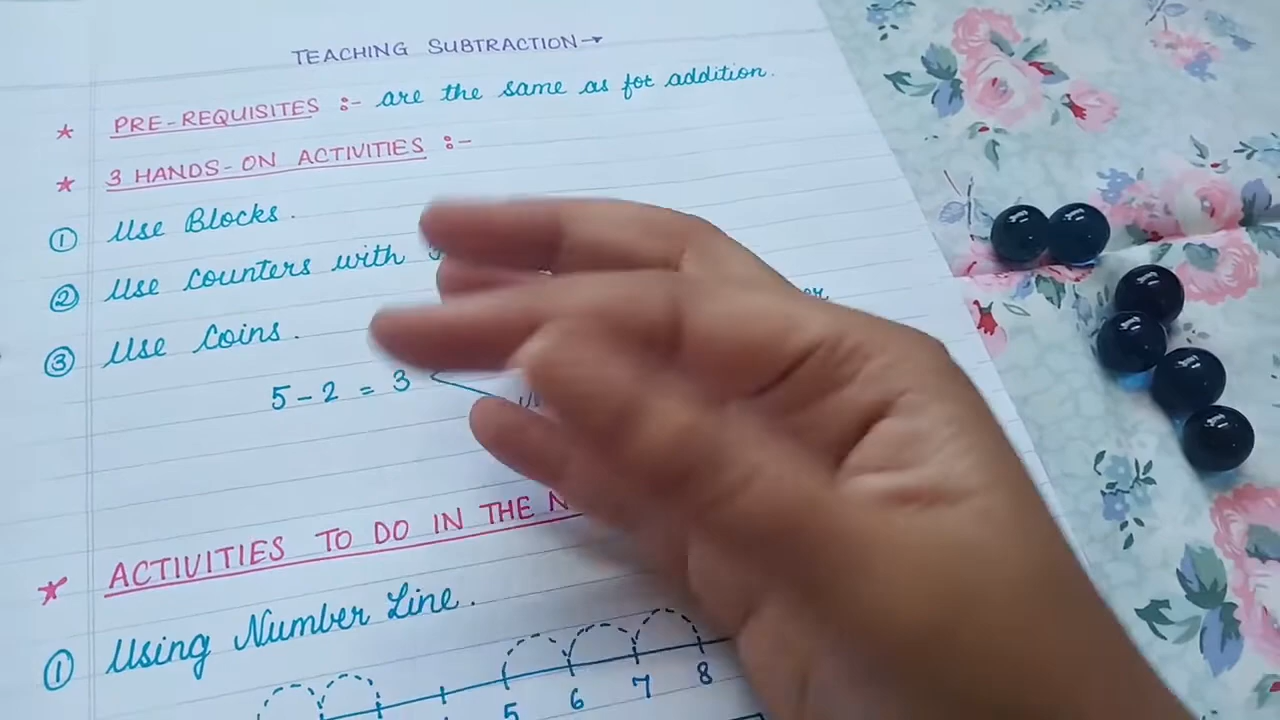 TEACHING SUBTRACTION→
* PRE-REQUISITES :- are the same as for addition.
* 3 HANDS-ON ACTIVITIES :-
① Use Blocks.
② Use counters with
③ Use Coins.
5 - 2 = 3
* ACTIVITIES TO DO IN THE
① Using Number Line.
5 6 7 8